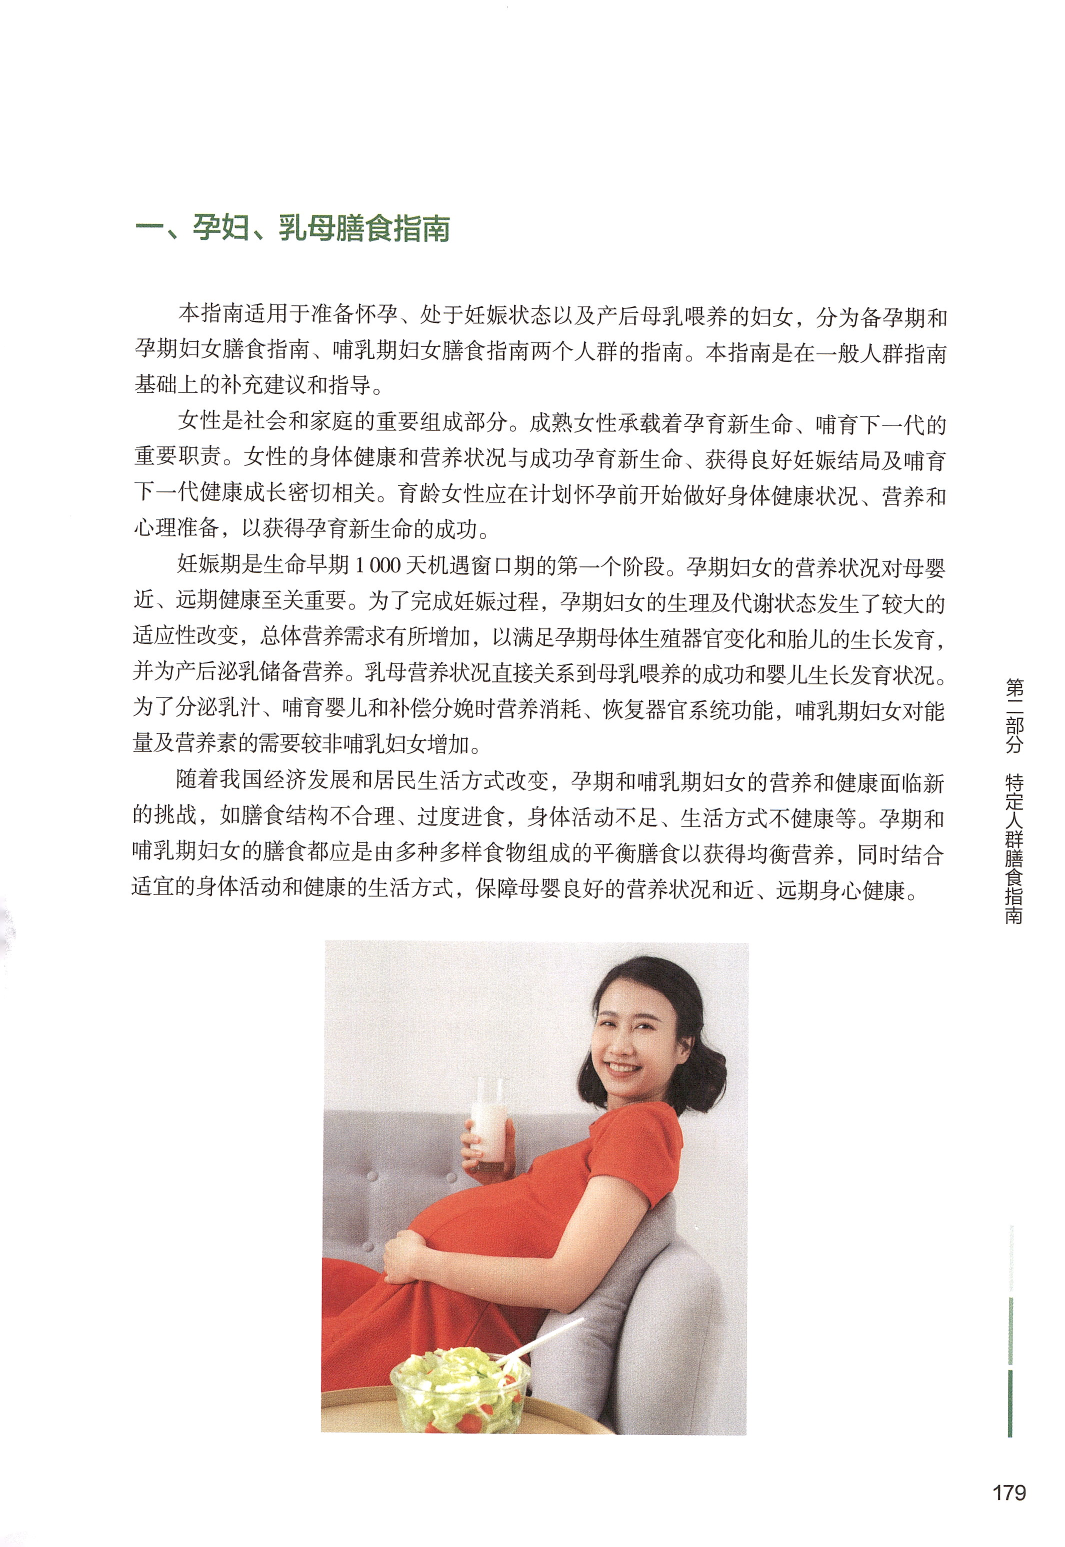 一、孕妇、乳母膳食指南
本指南适用于准备怀孕、处于妊娠状态以及产后母乳喂养的妇女，分为备孕期和
孕期妇女膳食指南、哺乳期妇女膳食指南两个人群的指南。本指南是在一般人群指南
基础上的补充建议和指导。
女性是社会和家庭的重要组成部分。成熟女性承载着孕育新生命、哺育下一代的
重要职责。女性的身体健康和营养状况与成功孕育新生命、获得良好妊娠结局及哺育
下一代健康成长密切相关。育龄女性应在计划怀孕前开始做好身体健康状况、营养和
心理准备，以获得孕育新生命的成功。
妊娠期是生命早期 1 000 天机遇窗口期的第一个阶段。孕期妇女的营养状况对母婴
近、远期健康至关重要。为了完成妊娠过程，孕期妇女的生理及代谢状态发生了较大的
适应性改变，总体营养需求有所增加，以满足孕期母体生殖器官变化和胎儿的生长发育，
并为产后泌乳储备营养。乳母营养状况直接关系到母乳喂养的成功和婴儿生长发育状况。
为了分泌乳汁、哺育婴儿和补偿分娩时营养消耗、恢复器官系统功能，哺乳期妇女对能
量及营养素的需要较非哺乳妇女增加。
随着我国经济发展和居民生活方式改变，孕期和哺乳期妇女的营养和健康面临新
的挑战，如膳食结构不合理、过度进食，身体活动不足、生活方式不健康等。孕期和
哺乳期妇女的膳食都应是由多种多样食物组成的平衡膳食以获得均衡营养，同时结合
适宜的身体活动和健康的生活方式，保障母婴良好的营养状况和近、远期身心健康。
第二部分 特定人群膳食指南
179